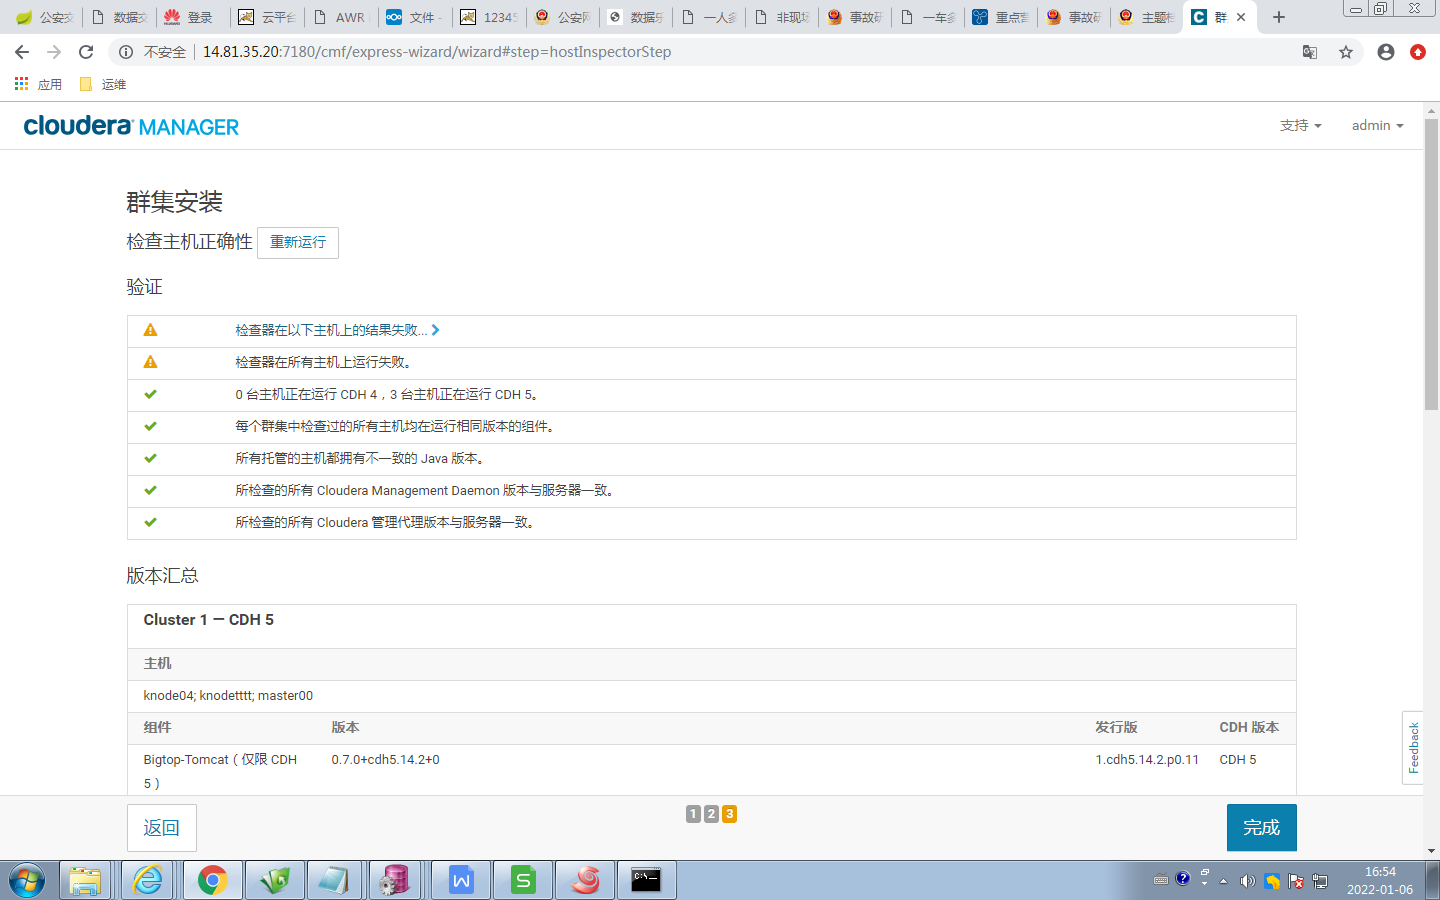 公安交 数据交 登录 云平台 AWR 文件 - 12345 公安网 数据乐 一人多 非现场 事故研 一车多 重点营 事故研 主题检 群
不安全 14.81.35.20:7180/cmf/express-wizard/wizard#step=hostInspectorStep
应用 运维
cloudera MANAGER 支持 admin
群集安装
检查主机正确性 重新运行
验证
检查器在以下主机上的结果失败...
检查器在所有主机上运行失败。
0 台主机正在运行 CDH 4，3 台主机正在运行 CDH 5。
每个群集中检查过的所有主机均在运行相同版本的组件。
所有托管的主机都拥有不一致的 Java 版本。
所检查的所有 Cloudera Management Daemon 版本与服务器一致。
所检查的所有 Cloudera 管理代理版本与服务器一致。
版本汇总
Cluster 1 — CDH 5
主机
knode04; knodetttt; master00
组件 版本 发行版 CDH 版本
Bigtop-Tomcat（仅限 CDH 0.7.0+cdh5.14.2+0 1.cdh5.14.2.p0.11 CDH 5
5）
Feedback
返回 1 2 3 完成
16:54
2022-01-06